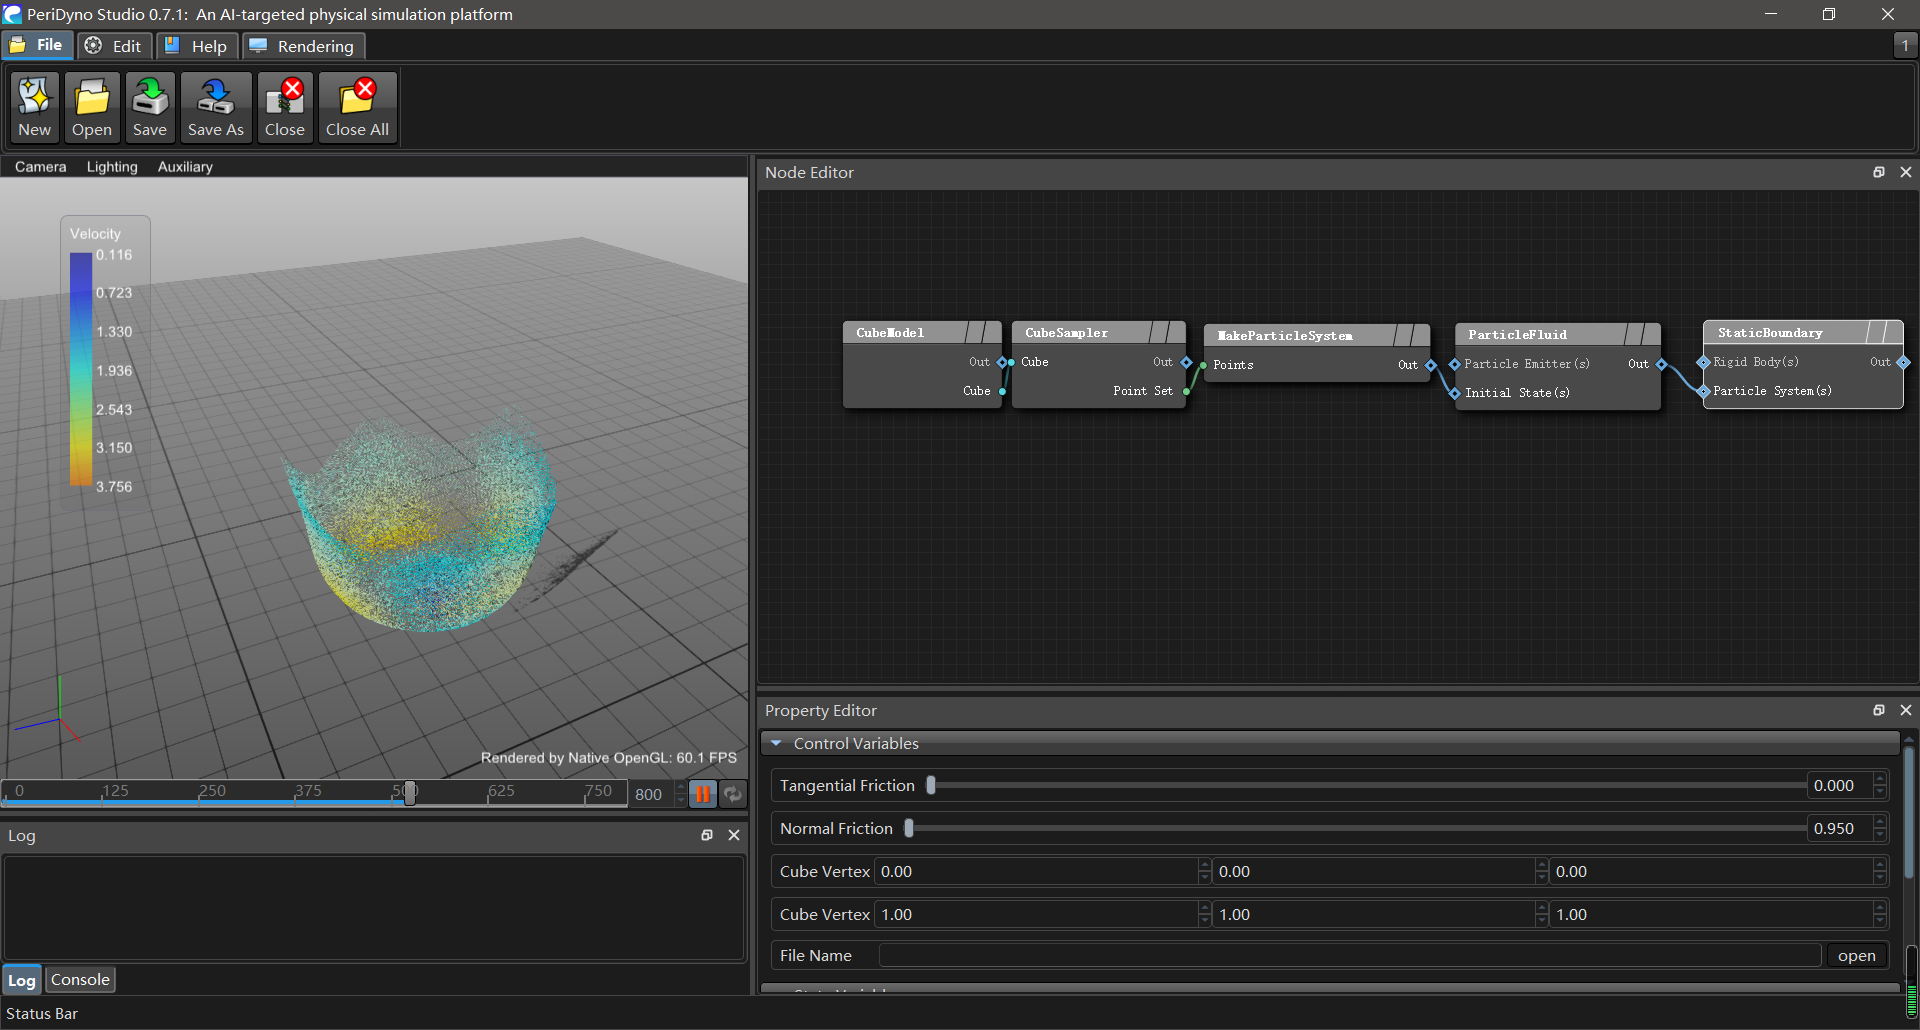 PeriDyno Studio 0.7.1: An AI-targeted physical simulation platform
File
Edit
Help
Rendering
1
New
Open
Save
Save As
Close
Close All
Camera
Lighting
Auxiliary
Velocity
0.116
0.723
1.330
1.936
2.543
3.150
3.756
Rendered by Native OpenGL: 60.1 FPS
0
125
250
375
625
750
800
Log
Log
Console
Status Bar
Node Editor
CubeModel
Out
Cube
CubeSampler
Cube
Out
Point Set
MakeParticleSystem
Points
Out
ParticleFluid
Particle Emitter(s)
Out
Initial State(s)
StaticBoundary
Rigid Body(s)
Out
Particle System(s)
Property Editor
Control Variables
Tangential Friction
0.000
Normal Friction
0.950
Cube Vertex 0.00 0.00 0.00
Cube Vertex 1.00 1.00 1.00
File Name
open